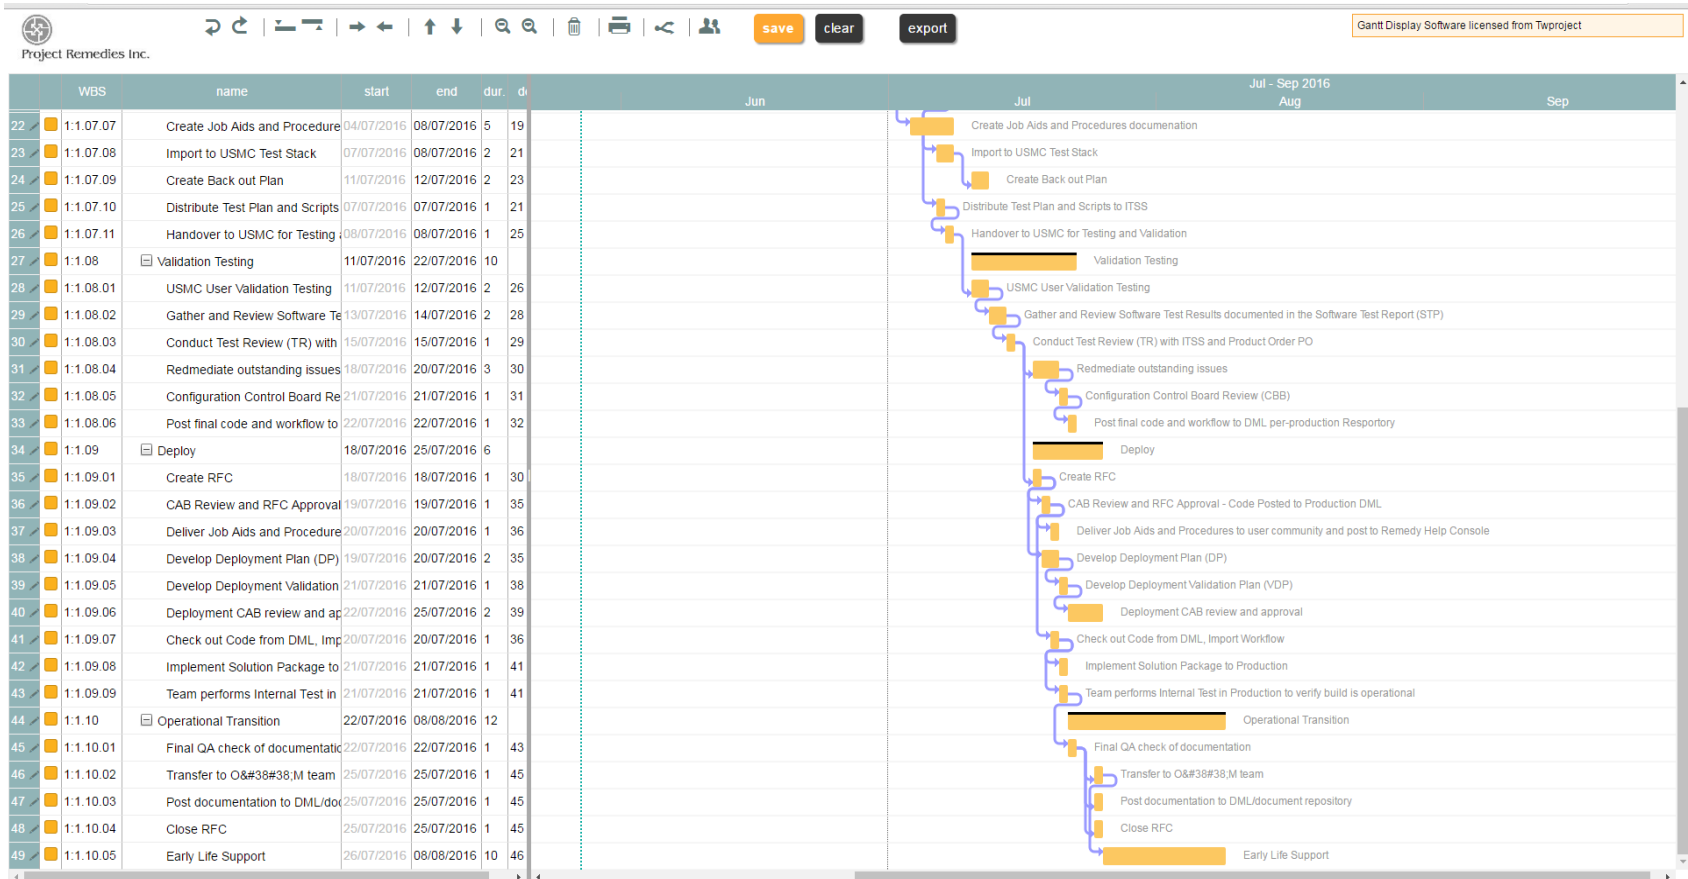 Project Remedies Inc.
save clear export
Gantt Display Software licensed from Twproject
WBS name start end dur. de
Jul - Sep 2016
Jun Jul Aug Sep
22 1:1.07.07 Create Job Aids and Procedure 04/07/2016 08/07/2016 5 19 Create Job Aids and Procedures documenation
23 1:1.07.08 Import to USMC Test Stack 07/07/2016 08/07/2016 2 21 Import to USMC Test Stack
24 1:1.07.09 Create Back out Plan 11/07/2016 12/07/2016 2 23 Create Back out Plan
25 1:1.07.10 Distribute Test Plan and Scripts 07/07/2016 07/07/2016 1 21 Distribute Test Plan and Scripts to ITSS
26 1:1.07.11 Handover to USMC for Testing 08/07/2016 08/07/2016 1 25 Handover to USMC for Testing and Validation
27 1:1.08 Validation Testing 11/07/2016 22/07/2016 10 Validation Testing
28 1:1.08.01 USMC User Validation Testing 11/07/2016 12/07/2016 2 26 USMC User Validation Testing
29 1:1.08.02 Gather and Review Software Te 13/07/2016 14/07/2016 2 28 Gather and Review Software Test Results documented in the Software Test Report (STP)
30 1:1.08.03 Conduct Test Review (TR) with 15/07/2016 15/07/2016 1 29 Conduct Test Review (TR) with ITSS and Product Order PO
31 1:1.08.04 Redmediate outstanding issues 18/07/2016 20/07/2016 3 30 Redmediate outstanding issues
32 1:1.08.05 Configuration Control Board Re 21/07/2016 21/07/2016 1 31 Configuration Control Board Review (CBB)
33 1:1.08.06 Post final code and workflow to 22/07/2016 22/07/2016 1 32 Post final code and workflow to DML per-production Resportory
34 1:1.09 Deploy 18/07/2016 25/07/2016 6 Deploy
35 1:1.09.01 Create RFC 18/07/2016 18/07/2016 1 30 Create RFC
36 1:1.09.02 CAB Review and RFC Approval 19/07/2016 19/07/2016 1 35 CAB Review and RFC Approval - Code Posted to Production DML
37 1:1.09.03 Deliver Job Aids and Procedure 20/07/2016 20/07/2016 1 36 Deliver Job Aids and Procedures to user community and post to Remedy Help Console
38 1:1.09.04 Develop Deployment Plan (DP) 19/07/2016 20/07/2016 2 35 Develop Deployment Plan (DP)
39 1:1.09.05 Develop Deployment Validation 21/07/2016 21/07/2016 1 38 Develop Deployment Validation Plan (VDP)
40 1:1.09.06 Deployment CAB review and ap 22/07/2016 25/07/2016 2 39 Deployment CAB review and approval
41 1:1.09.07 Check out Code from DML, Imp 20/07/2016 20/07/2016 1 36 Check out Code from DML, Import Workflow
42 1:1.09.08 Implement Solution Package to 21/07/2016 21/07/2016 1 41 Implement Solution Package to Production
43 1:1.09.09 Team performs Internal Test in 21/07/2016 21/07/2016 1 41 Team performs Internal Test in Production to verify build is operational
44 1:1.10 Operational Transition 22/07/2016 08/08/2016 12 Operational Transition
45 1:1.10.01 Final QA check of documentatic 22/07/2016 22/07/2016 1 43 Final QA check of documentation
46 1:1.10.02 Transfer to O&#38#38;M team 25/07/2016 25/07/2016 1 45 Transfer to O&#38#38;M team
47 1:1.10.03 Post documentation to DML/doc 25/07/2016 25/07/2016 1 45 Post documentation to DML/document repository
48 1:1.10.04 Close RFC 25/07/2016 25/07/2016 1 45 Close RFC
49 1:1.10.05 Early Life Support 26/07/2016 08/08/2016 10 46 Early Life Support